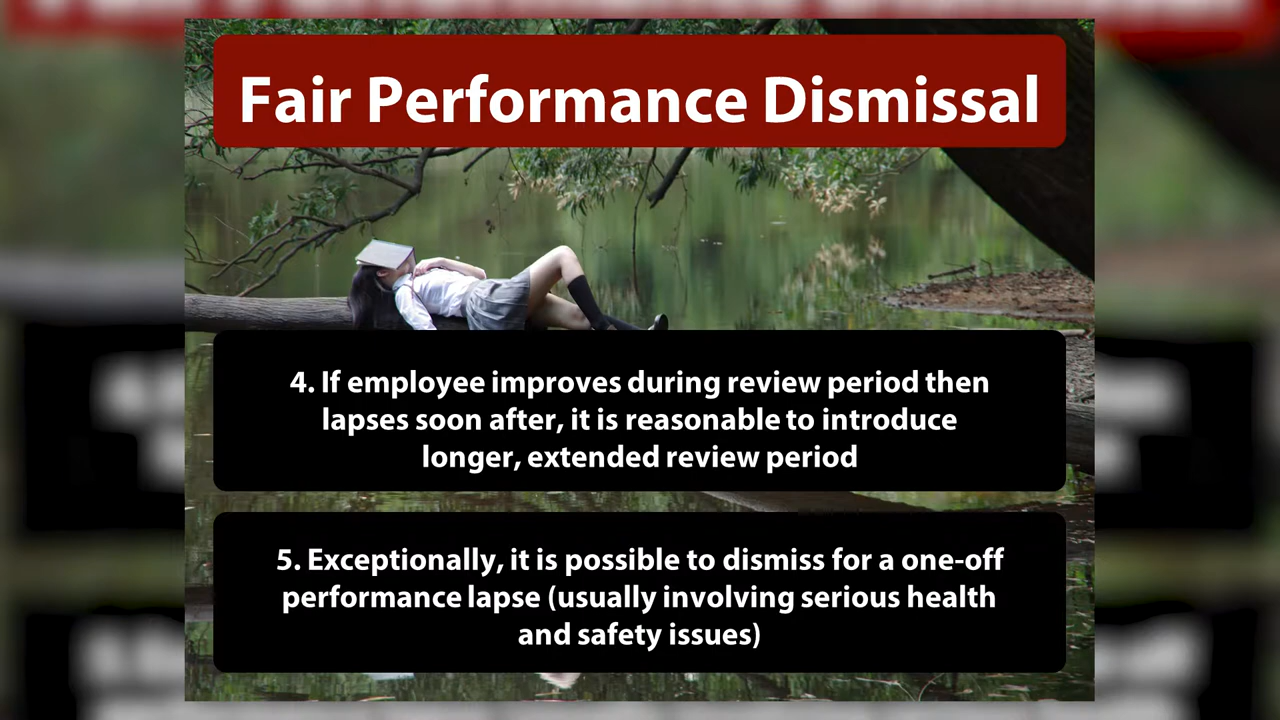 Fair Performance Dismissal
4. If employee improves during review period then
lapses soon after, it is reasonable to introduce
longer, extended review period
5. Exceptionally, it is possible to dismiss for a one-off
performance lapse (usually involving serious health
and safety issues)